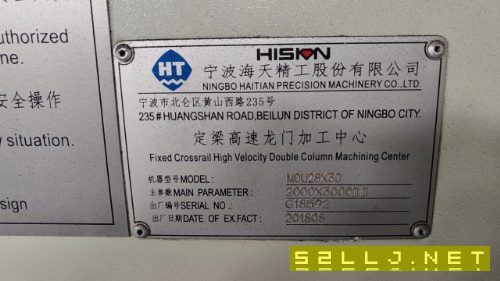 uthorized
ne.
安全操作
y situation.
sign
HT
HISION
宁波海天精工股份有限公司
NINGBO HAITIAN PRECISION MACHINERY CO.,LTD.
宁波市北仑区黄山西路235号
235#HUANGSHAN ROAD,BEILUN DISTRICT OF NINGBO CITY.
定梁高速龙门加工中心
Fixed Crossrail High Velocity Double Column Machining Center
机器型号MODEL:
主参数MAIN PARAMETER: 2000X3000mm
出厂编号SERIAL NO.: G18592
出厂日期DATE OF EX.FACT: 201808
52LLJ.NET